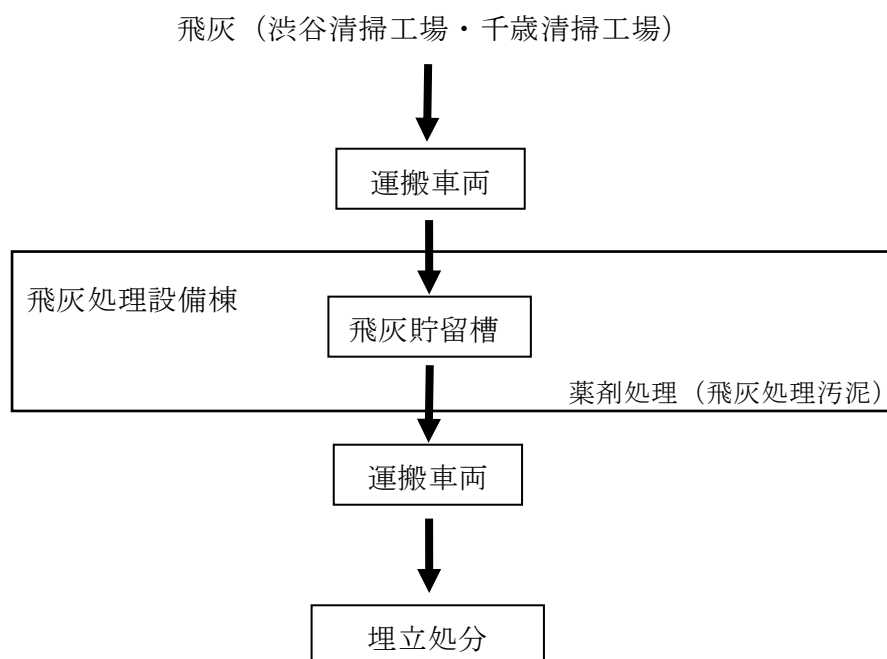 飛灰（渋谷清掃工場・千歳清掃工場）
運搬車両
飛灰処理設備棟
飛灰貯留槽
薬剤処理（飛灰処理汚泥）
運搬車両
埋立処分